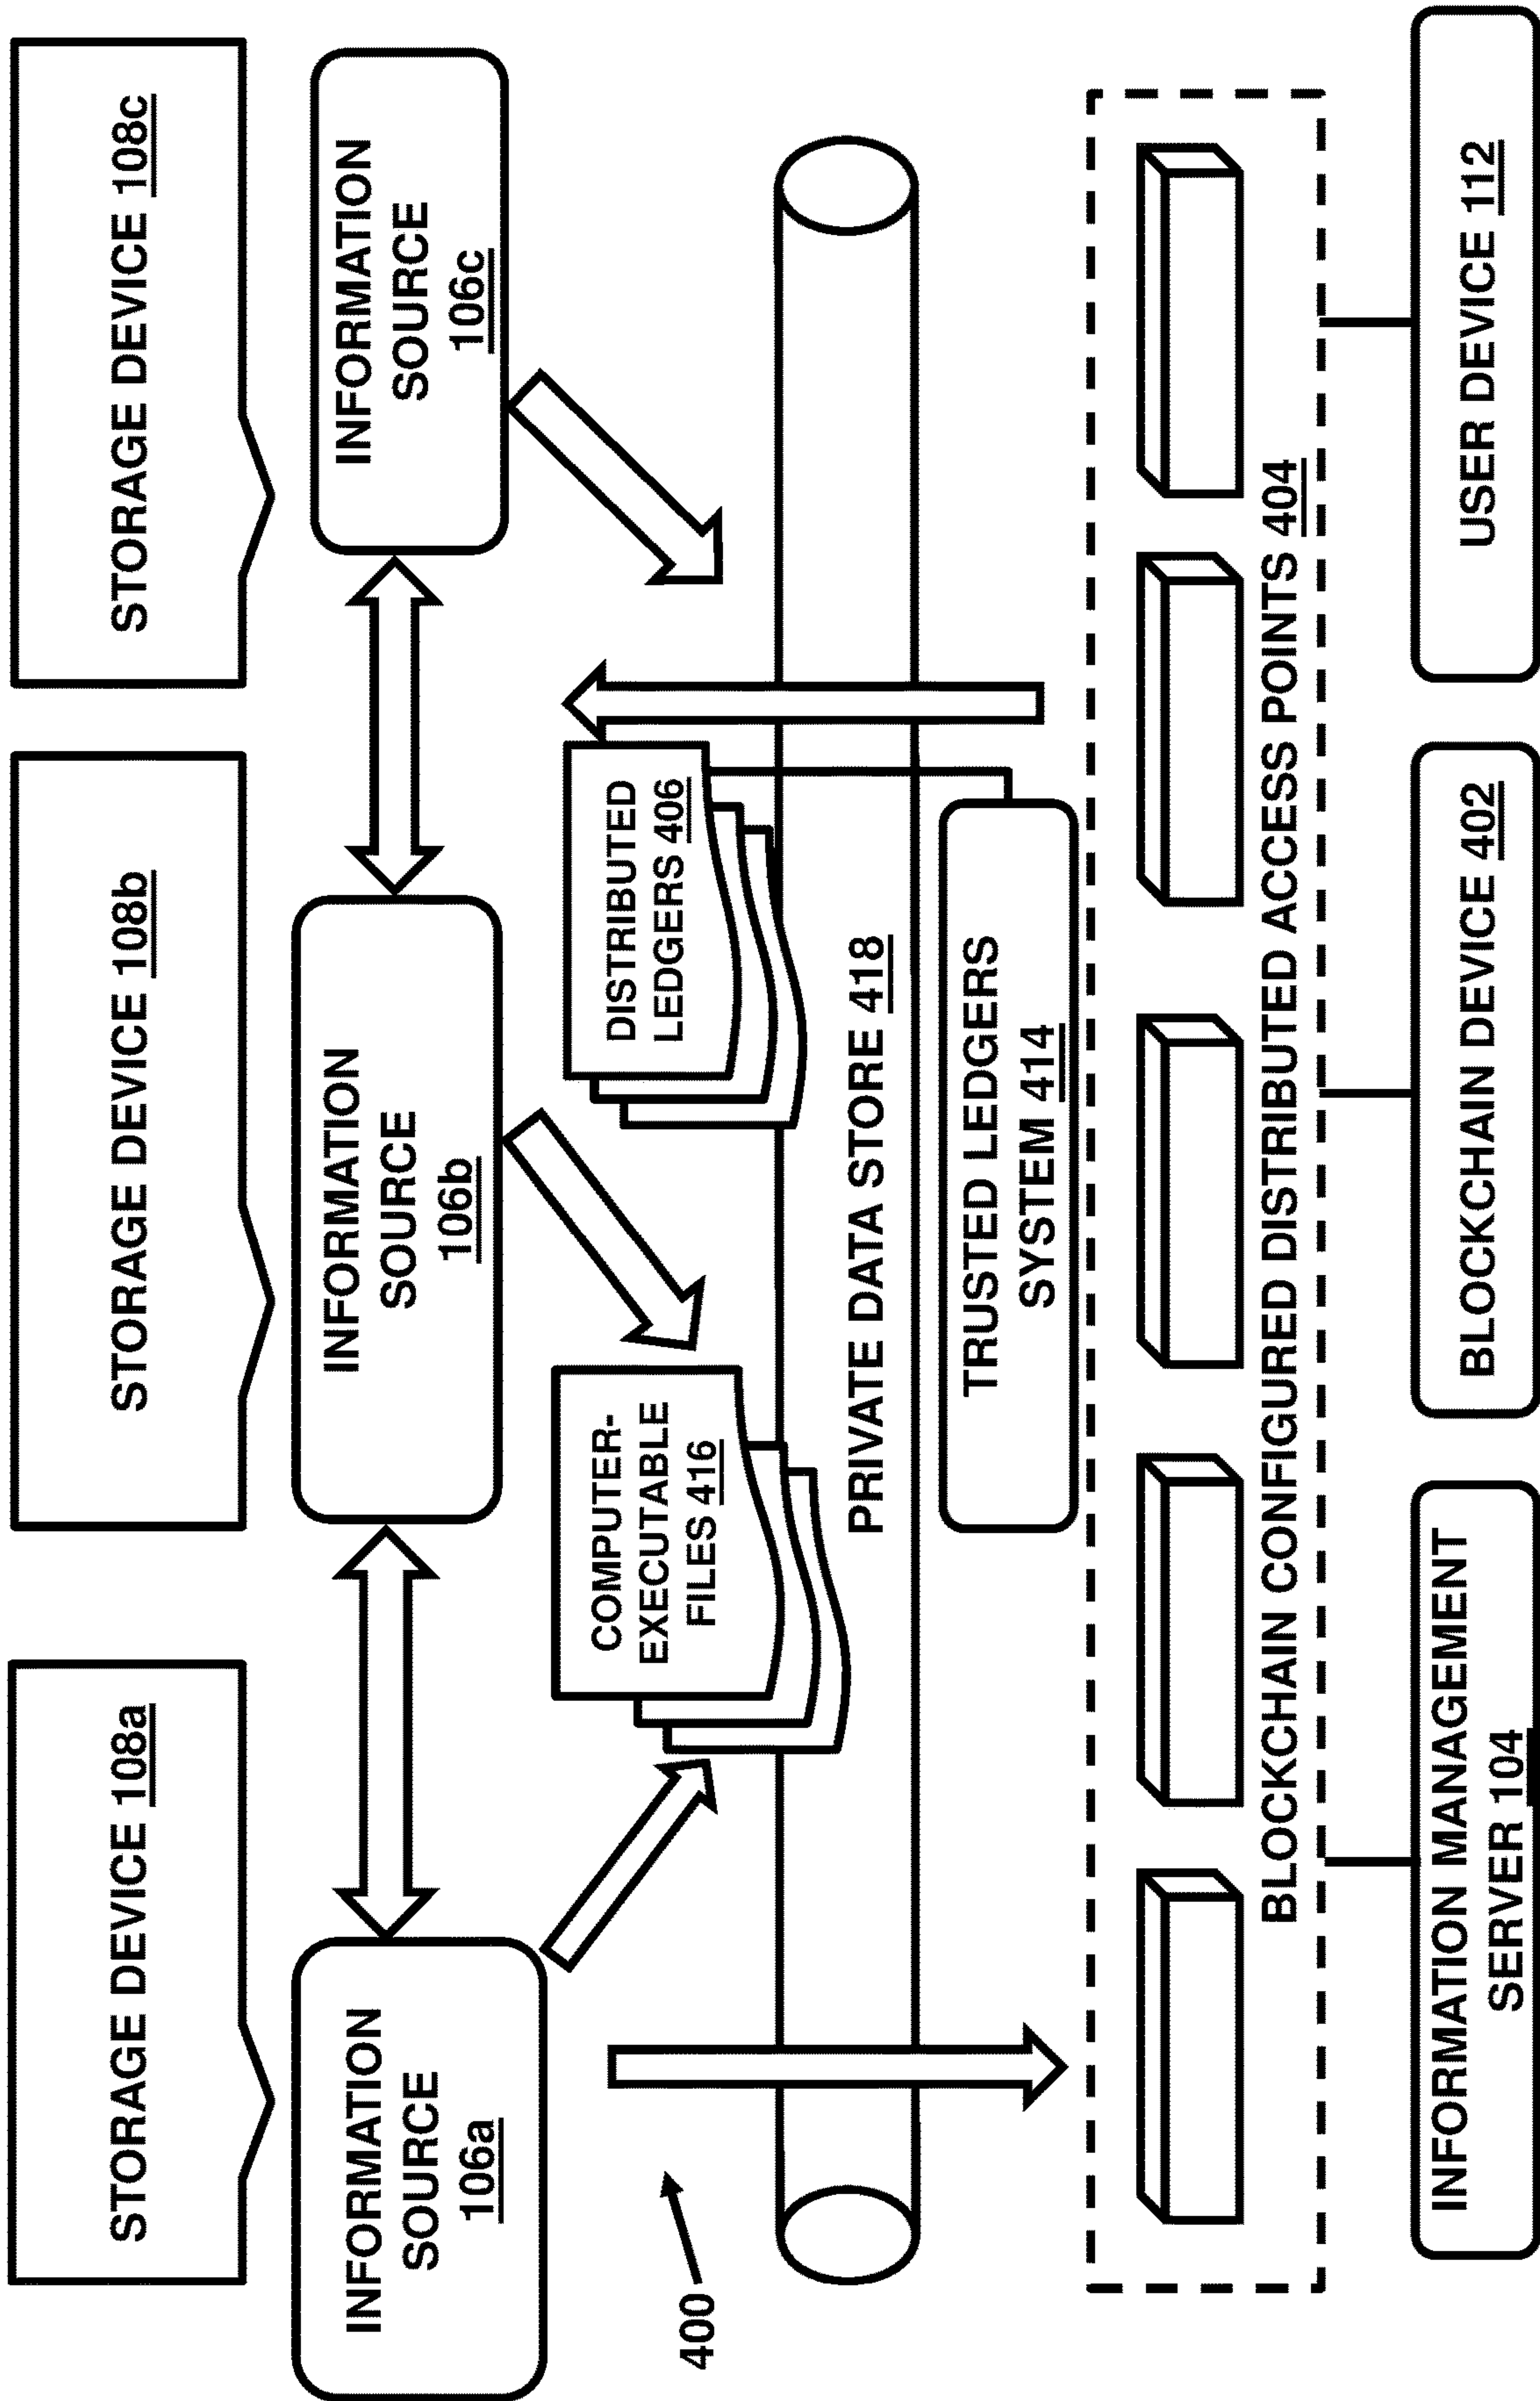 STORAGE DEVICE 108a
STORAGE DEVICE 108b
STORAGE DEVICE 108c
INFORMATION
SOURCE
106a
INFORMATION
SOURCE
106b
INFORMATION
SOURCE
106c
400
COMPUTER-
EXECUTABLE
FILES 416
DISTRIBUTED
LEDGERS 406
PRIVATE DATA STORE 418
TRUSTED LEDGERS
SYSTEM 414
BLOCKCHAIN CONFIGURED DISTRIBUTED ACCESS POINTS 404
INFORMATION MANAGEMENT
SERVER 104
BLOCKCHAIN DEVICE 402
USER DEVICE 112